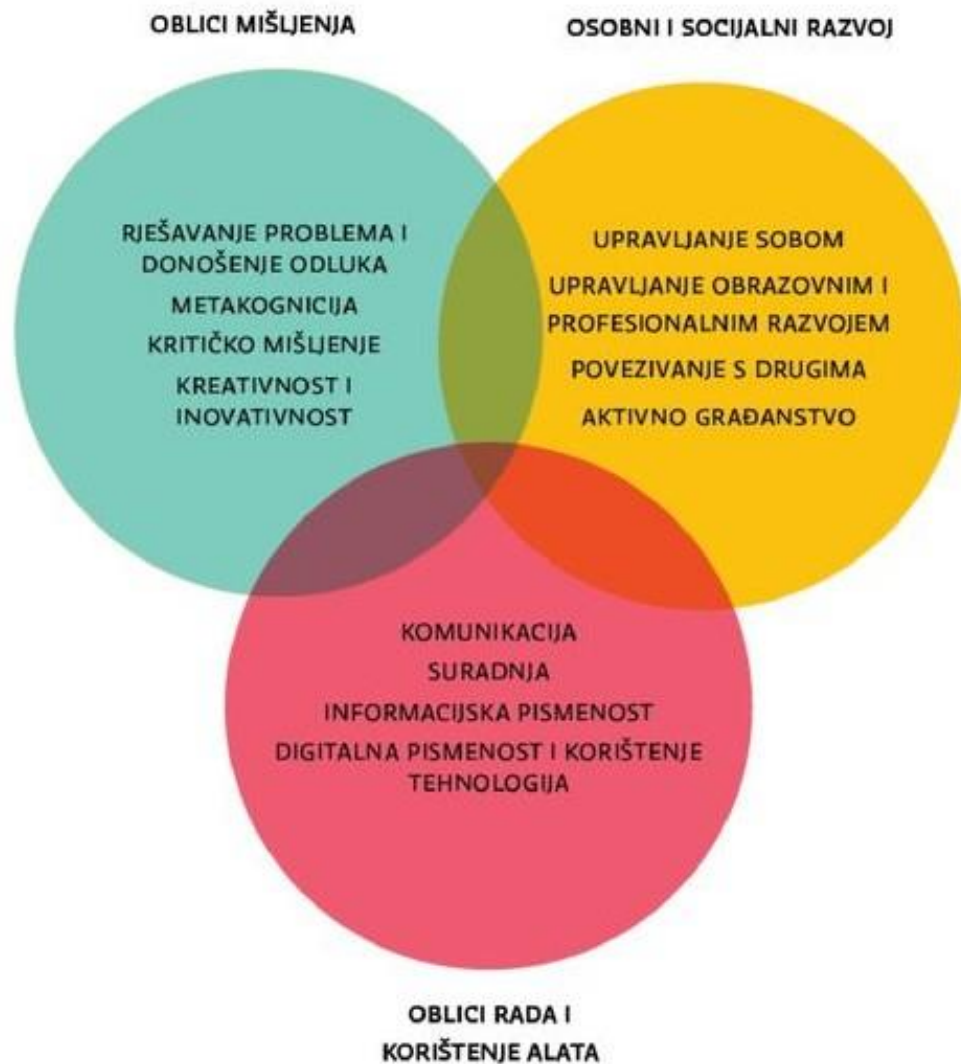 OBLICI MIŠLJENJA
OSOBNI I SOCIJALNI RAZVOJ
RJEŠAVANJE PROBLEMA I
DONOŠENJE ODLUKA
METAKOGNICIJA
KRITIČKO MIŠLJENJE
KREATIVNOST I
INOVATIVNOST
UPRAVLJANJE SOBOM
UPRAVLJANJE OBRAZOVNIM I
PROFESIONALNIM RAZVOJEM
POVEZIVANJE S DRUGIMA
AKTIVNO GRAĐANSTVO
KOMUNIKACIJA
SURADNJA
INFORMACIJSKA PISMENOST
DIGITALNA PISMENOST I KORIŠTENJE
TEHNOLOGIJA
OBLICI RADA I
KORIŠTENJE ALATA